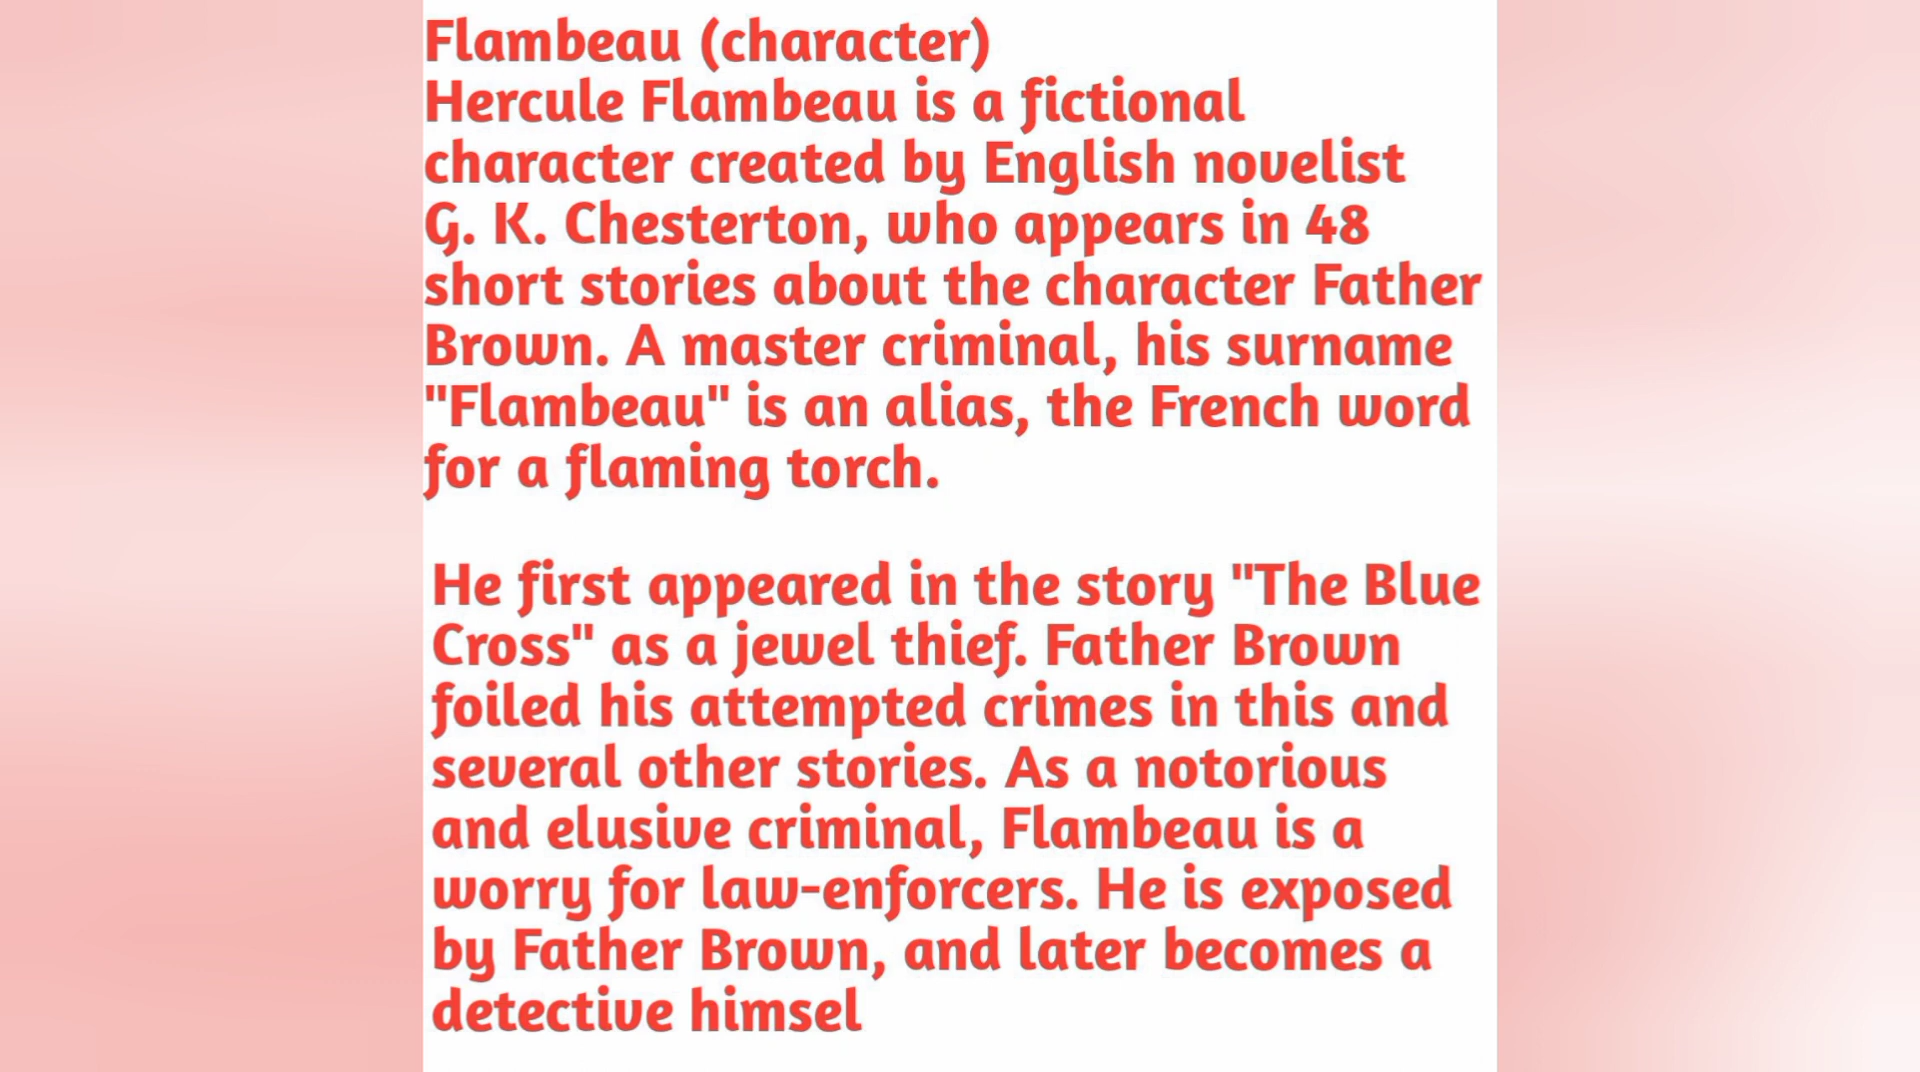 Flambeau (character)
Hercule Flambeau is a fictional
character created by English novelist
G. K. Chesterton, who appears in 48
short stories about the character Father
Brown. A master criminal, his surname
"Flambeau" is an alias, the French word
for a flaming torch.
He first appeared in the story "The Blue
Cross" as a jewel thief. Father Brown
foiled his attempted crimes in this and
several other stories. As a notorious
and elusive criminal, Flambeau is a
worry for law-enforcers. He is exposed
by Father Brown, and later becomes a
detective himsel